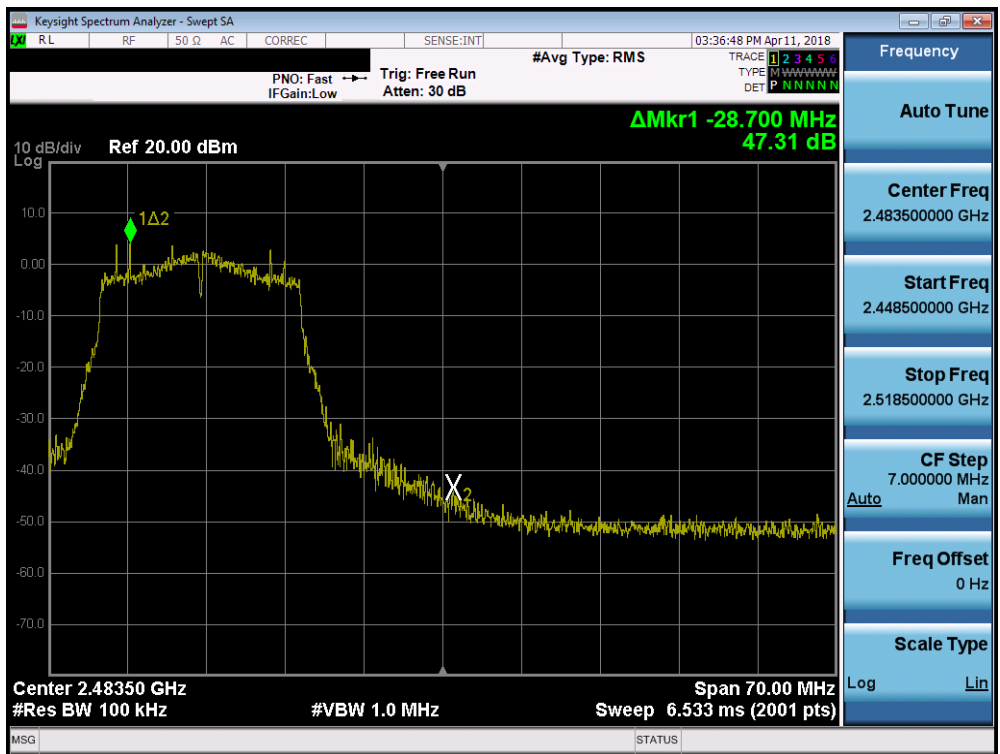 Keysight Spectrum Analyzer - Swept SA
LXI RL RF 50 Ω AC CORREC SENSE:INT 03:36:48 PM Apr 11, 2018
#Avg Type: RMS
TRACE 1 2 3 4 5 6
PNO: Fast Trig: Free Run
TYPE M WWWWW
IFGain:Low Atten: 30 dB
DET P N N N N N
ΔMkr1 -28.700 MHz
47.31 dB
10 dB/div Ref 20.00 dBm
Log
10.0
1Δ2
0.00
-10.0
-20.0
-30.0
-40.0
X2
-50.0
-60.0
-70.0
Center 2.48350 GHz Span 70.00 MHz
#Res BW 100 kHz #VBW 1.0 MHz Sweep 6.533 ms (2001 pts)
MSG STATUS
Frequency
Auto Tune
Center Freq
2.483500000 GHz
Start Freq
2.448500000 GHz
Stop Freq
2.518500000 GHz
CF Step
7.000000 MHz
Auto Man
Freq Offset
0 Hz
Scale Type
Log Lin